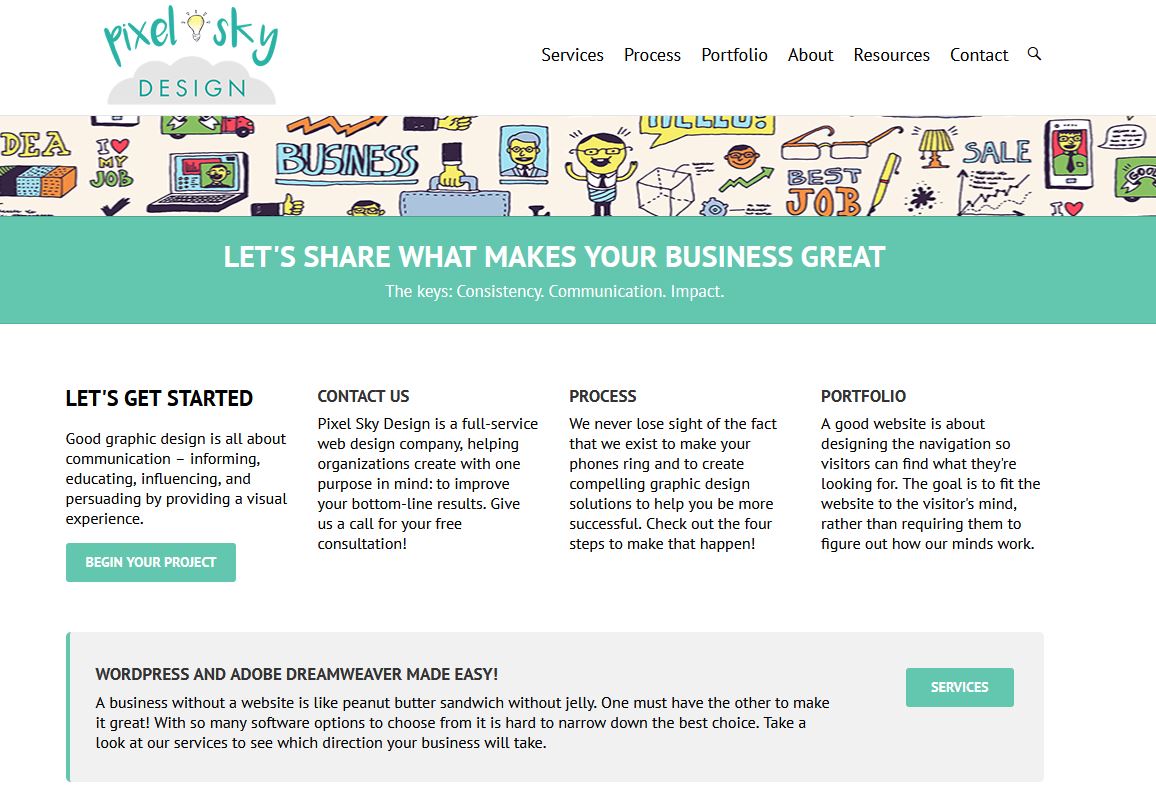 pixel sky
DESIGN
Services Process Portfolio About Resources Contact
IDEA
I
MY
JOB
BUSINESS
HELLO!
BEST
JOB
SALE
I
GOOD
LET'S SHARE WHAT MAKES YOUR BUSINESS GREAT
The keys: Consistency. Communication. Impact.
LET'S GET STARTED
Good graphic design is all about
communication – informing,
educating, influencing, and
persuading by providing a visual
experience.
BEGIN YOUR PROJECT
CONTACT US
Pixel Sky Design is a full-service
web design company, helping
organizations create with one
purpose in mind: to improve
your bottom-line results. Give
us a call for your free
consultation!
PROCESS
We never lose sight of the fact
that we exist to make your
phones ring and to create
compelling graphic design
solutions to help you be more
successful. Check out the four
steps to make that happen!
PORTFOLIO
A good website is about
designing the navigation so
visitors can find what they're
looking for. The goal is to fit the
website to the visitor's mind,
rather than requiring them to
figure out how our minds work.
WORDPRESS AND ADOBE DREAMWEAVER MADE EASY!
A business without a website is like peanut butter sandwich without jelly. One must have the other to make
it great! With so many software options to choose from it is hard to narrow down the best choice. Take a
look at our services to see which direction your business will take.
SERVICES